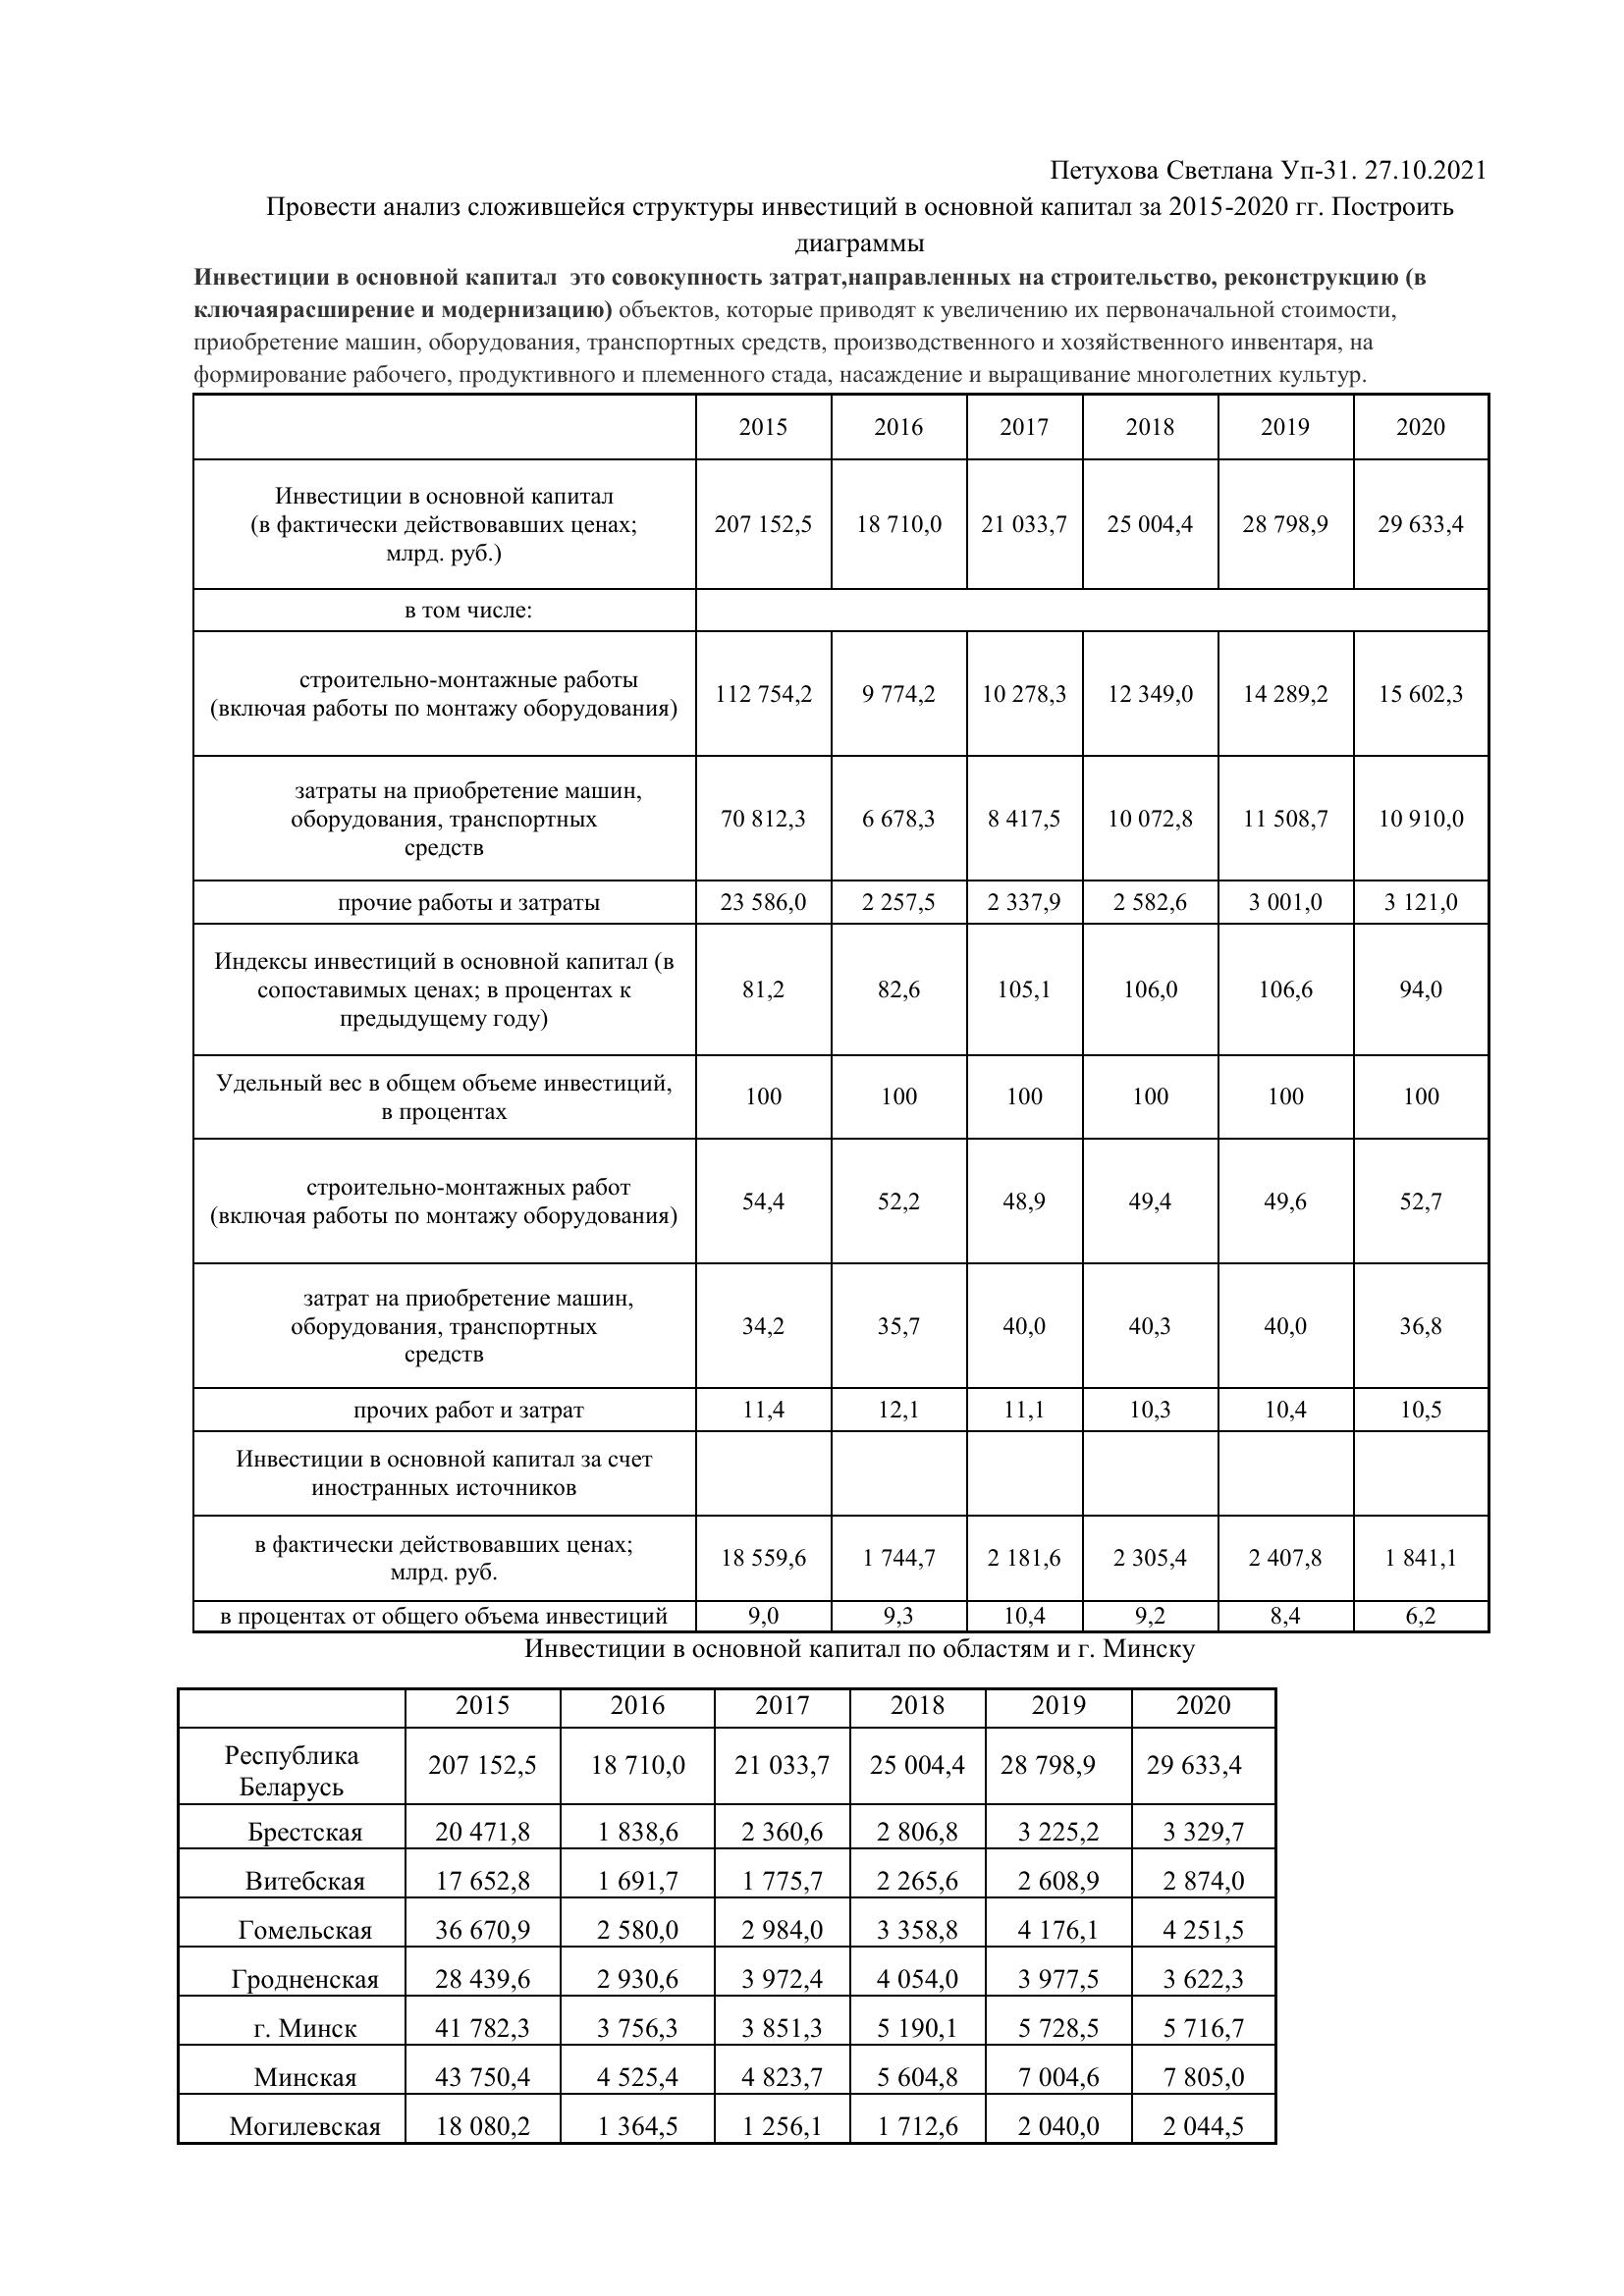 Петухова Светлана Уп-31. 27.10.2021
Провести анализ сложившейся структуры инвестиций в основной капитал за 2015-2020 гг. Построить
диаграммы
Инвестиции в основной капитал  это совокупность затрат,направленных на строительство, реконструкцию (в
ключаярасширение и модернизацию) объектов, которые приводят к увеличению их первоначальной стоимости,
приобретение машин, оборудования, транспортных средств, производственного и хозяйственного инвентаря, на
формирование рабочего, продуктивного и племенного стада, насаждение и выращивание многолетних культур.
2015 2016 2017 2018 2019 2020
Инвестиции в основной капитал
(в фактически действовавших ценах;
млрд. руб.)
207 152,5 18 710,0 21 033,7 25 004,4 28 798,9 29 633,4
в том числе:
строительно-монтажные работы
(включая работы по монтажу оборудования)
112 754,2 9 774,2 10 278,3 12 349,0 14 289,2 15 602,3
затраты на приобретение машин,
оборудования, транспортных
средств
70 812,3 6 678,3 8 417,5 10 072,8 11 508,7 10 910,0
прочие работы и затраты 23 586,0 2 257,5 2 337,9 2 582,6 3 001,0 3 121,0
Индексы инвестиций в основной капитал (в
сопоставимых ценах; в процентах к
предыдущему году)
81,2 82,6 105,1 106,0 106,6 94,0
Удельный вес в общем объеме инвестиций,
в процентах
100 100 100 100 100 100
строительно-монтажных работ
(включая работы по монтажу оборудования)
54,4 52,2 48,9 49,4 49,6 52,7
затрат на приобретение машин,
оборудования, транспортных
средств
34,2 35,7 40,0 40,3 40,0 36,8
прочих работ и затрат 11,4 12,1 11,1 10,3 10,4 10,5
Инвестиции в основной капитал за счет
иностранных источников
в фактически действовавших ценах;
млрд. руб.
18 559,6 1 744,7 2 181,6 2 305,4 2 407,8 1 841,1
в процентах от общего объема инвестиций 9,0 9,3 10,4 9,2 8,4 6,2
Инвестиции в основной капитал по областям и г. Минску
2015 2016 2017 2018 2019 2020
Республика
Беларусь
207 152,5 18 710,0 21 033,7 25 004,4 28 798,9 29 633,4
Брестская 20 471,8 1 838,6 2 360,6 2 806,8 3 225,2 3 329,7
Витебская 17 652,8 1 691,7 1 775,7 2 265,6 2 608,9 2 874,0
Гомельская 36 670,9 2 580,0 2 984,0 3 358,8 4 176,1 4 251,5
Гродненская 28 439,6 2 930,6 3 972,4 4 054,0 3 977,5 3 622,3
г. Минск 41 782,3 3 756,3 3 851,3 5 190,1 5 728,5 5 716,7
Минская 43 750,4 4 525,4 4 823,7 5 604,8 7 004,6 7 805,0
Могилевская 18 080,2 1 364,5 1 256,1 1 712,6 2 040,0 2 044,5